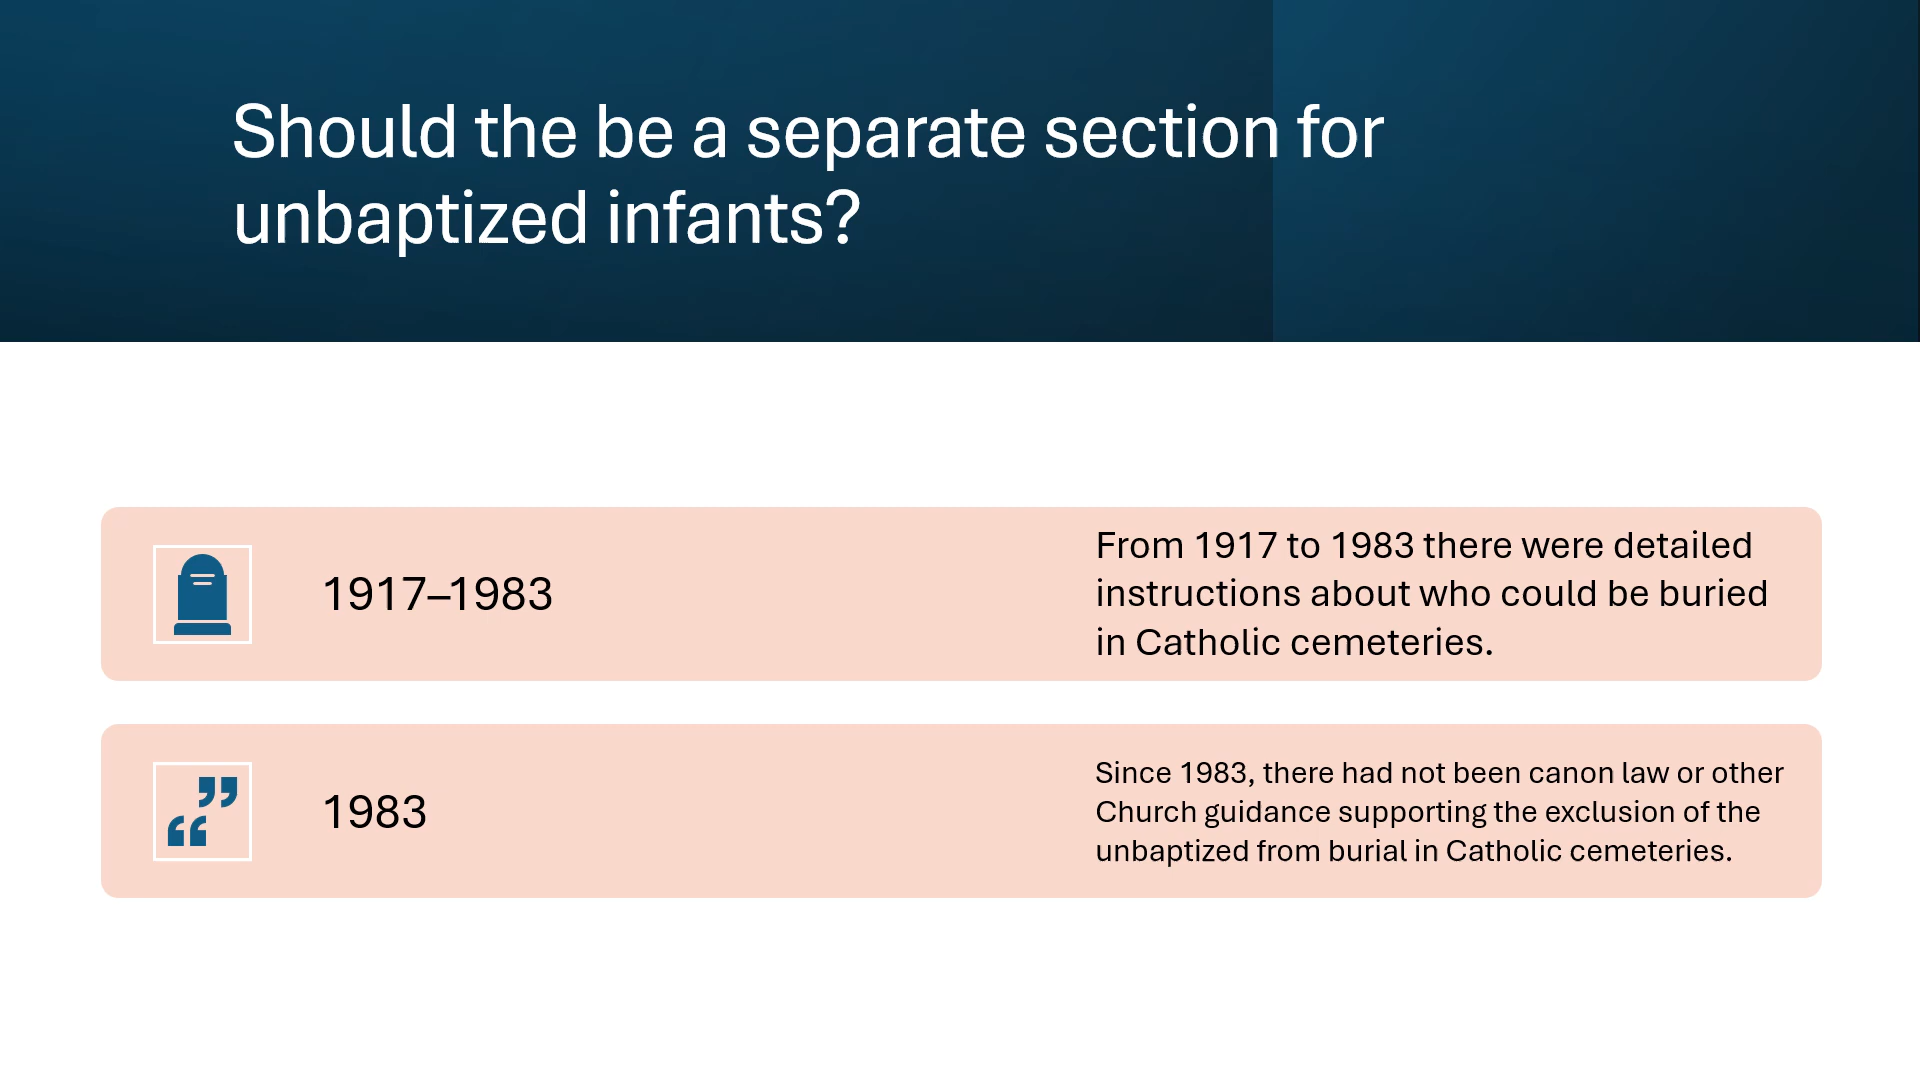 Should the be a separate section for
unbaptized infants?
1917–1983
From 1917 to 1983 there were detailed
instructions about who could be buried
in Catholic cemeteries.
1983
Since 1983, there had not been canon law or other
Church guidance supporting the exclusion of the
unbaptized from burial in Catholic cemeteries.